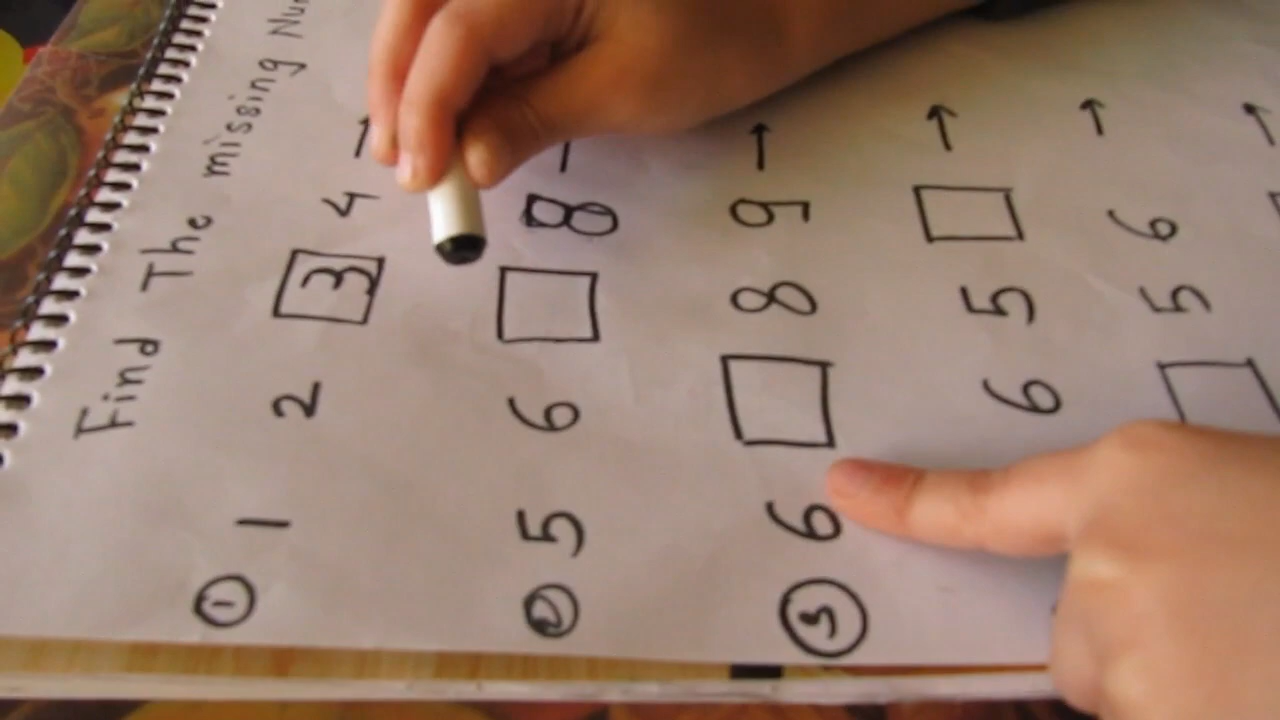 Find The missing
① 1 2 3 4 →
② 5 6 8
③ 6 8 9 →
6 5 →
5 6 →